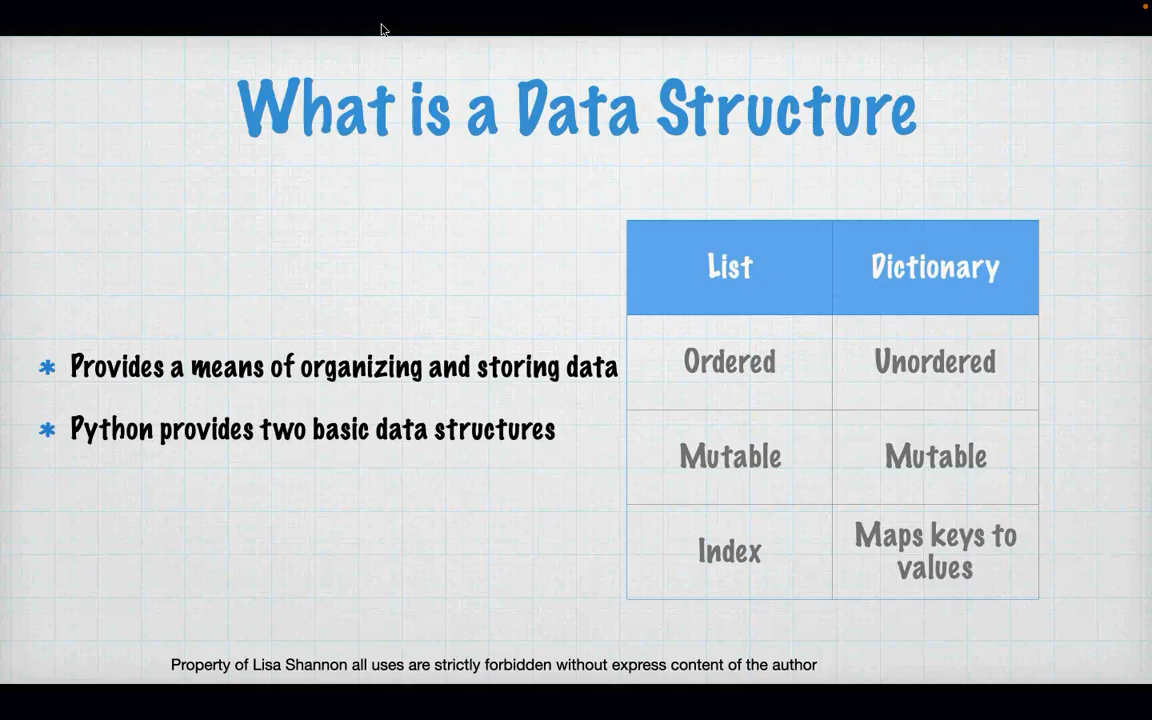 What is a Data Structure
* Provides a means of organizing and storing data
* Python provides two basic data structures
List Dictionary
Ordered Unordered
Mutable Mutable
Index Maps keys to
values
Property of Lisa Shannon all uses are strictly forbidden without express content of the author